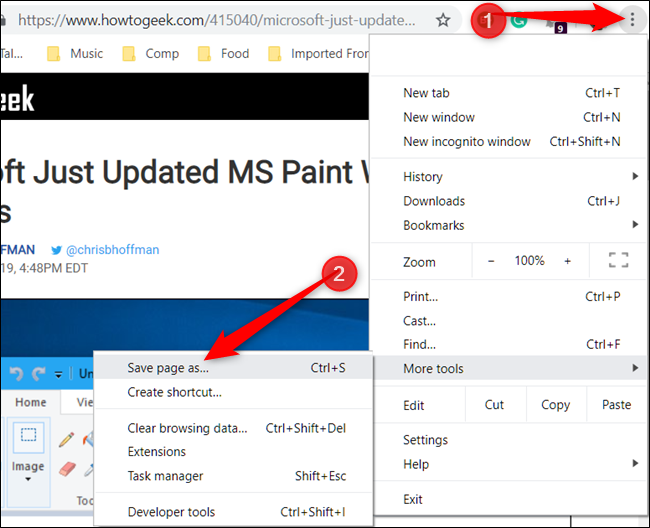 https://www.howtogeek.com/415040/microsoft-just-update...
1
9
Tal...
Music
Comp
Food
Imported From
eek
New tab Ctrl+T
New window Ctrl+N
New incognito window Ctrl+Shift+N
History
Downloads Ctrl+J
Bookmarks
Zoom - 100% +
Print... Ctrl+P
Cast...
Find... Ctrl+F
More tools
Edit Cut Copy Paste
Settings
Help
Exit
oft Just Updated MS Paint W
s
FFMAN @chrisbhoffman
19, 4:48PM EDT
2
Save page as... Ctrl+S
Create shortcut...
Clear browsing data... Ctrl+Shift+Del
Extensions
Task manager Shift+Esc
Developer tools Ctrl+Shift+I
Un
Home Vie
Image
Too